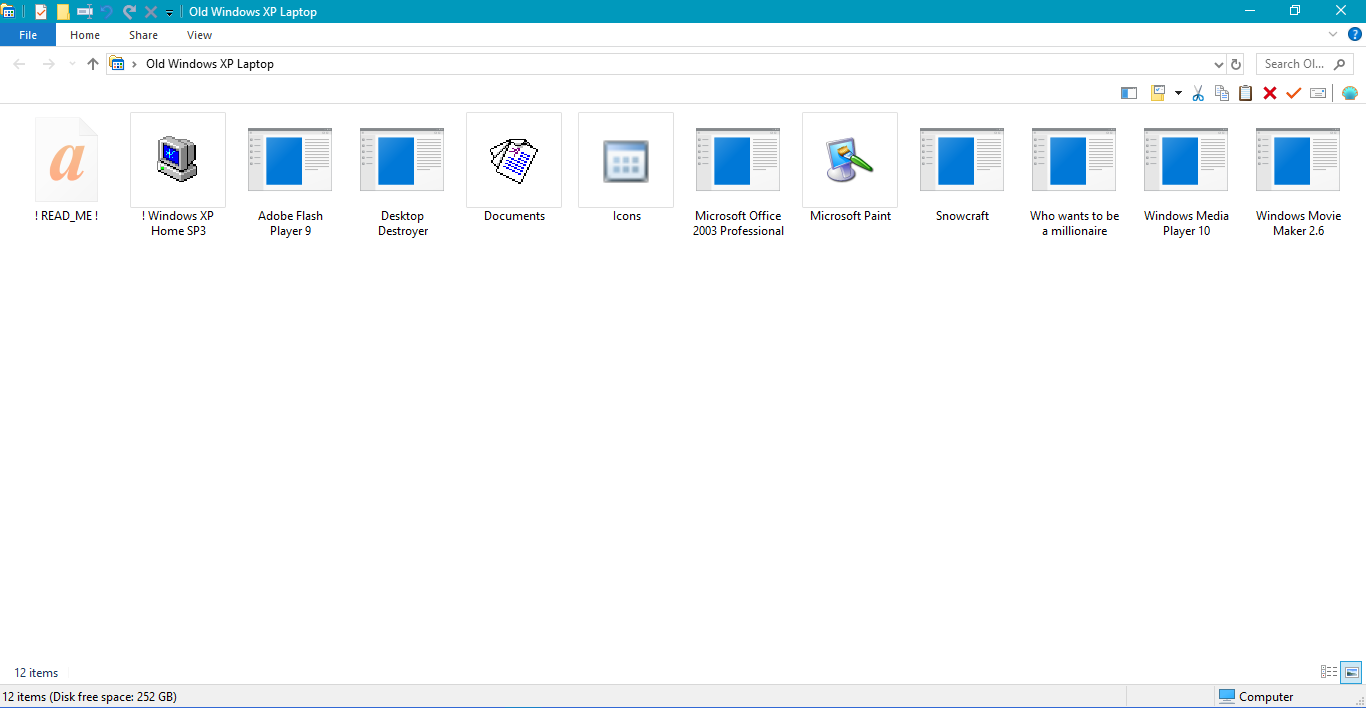 Old Windows XP Laptop
File Home Share View
Old Windows XP Laptop
Search Ol...
! READ_ME !
! Windows XP
Home SP3
Adobe Flash
Player 9
Desktop
Destroyer
Documents
Icons
Microsoft Office
2003 Professional
Microsoft Paint
Snowcraft
Who wants to be
a millionaire
Windows Media
Player 10
Windows Movie
Maker 2.6
12 items
12 items (Disk free space: 252 GB)
Computer